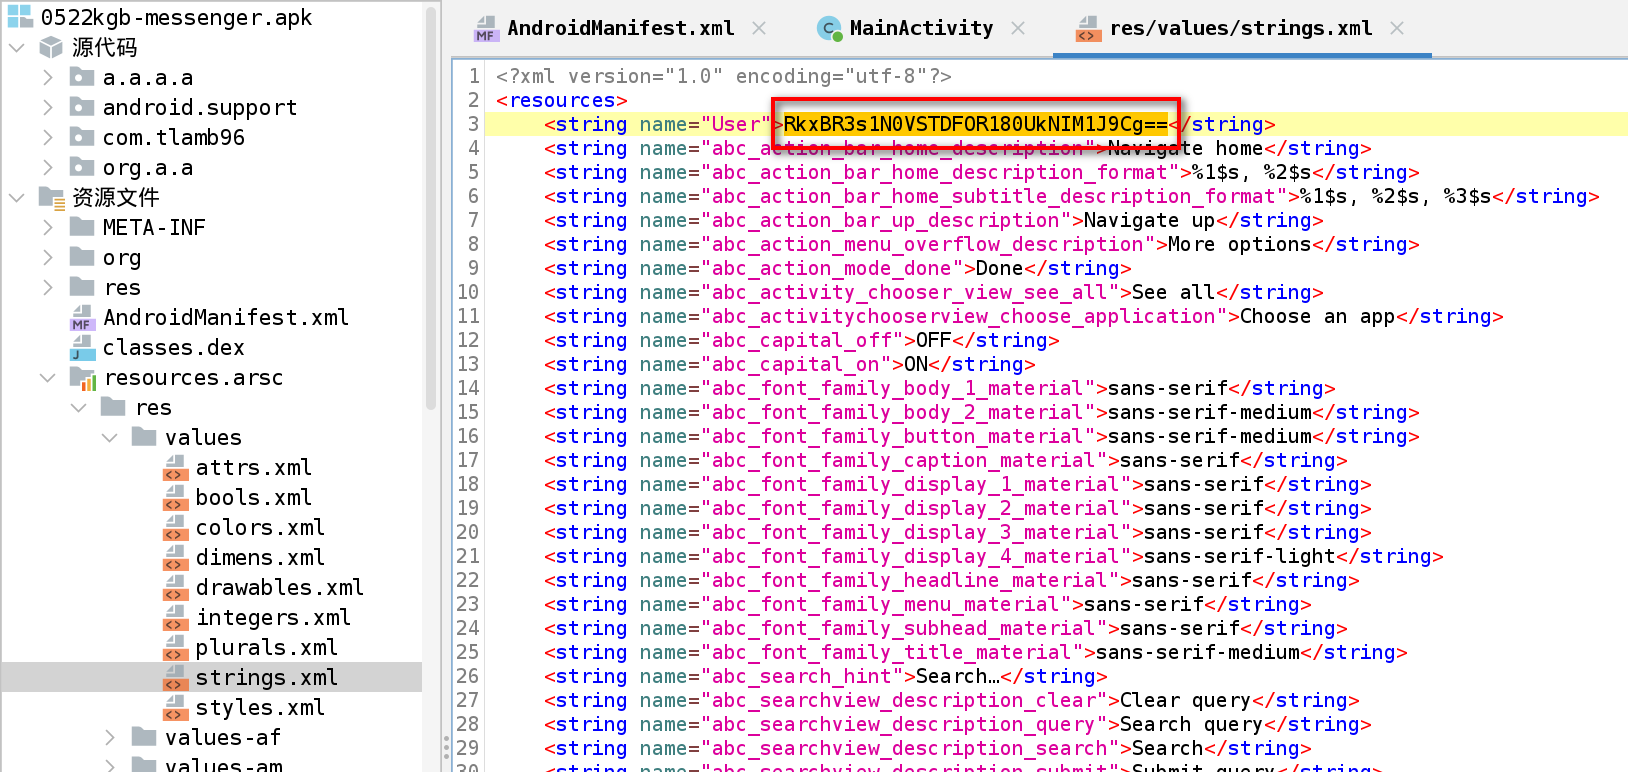 0522kgb-messenger.apk
源代码
a.a.a.a
android.support
com.tlamb96
org.a.a
资源文件
META-INF
org
res
MF AndroidManifest.xml
J classes.dex
resources.arsc
res
values
<> attrs.xml
<> bools.xml
<> colors.xml
<> dimens.xml
<> drawables.xml
<> integers.xml
<> plurals.xml
<> strings.xml
<> styles.xml
values-af
values-am
MF AndroidManifest.xml
C MainActivity
<> res/values/strings.xml
1 <?xml version="1.0" encoding="utf-8"?>
2 <resources>
3 <string name="User">RkxBR3s1N0VSTDFOR180UkNIM1J9Cg==</string>
4 <string name="abc_action_bar_home_description">Navigate home</string>
5 <string name="abc_action_bar_home_description_format">%1$s, %2$s</string>
6 <string name="abc_action_bar_home_subtitle_description_format">%1$s, %2$s, %3$s</string>
7 <string name="abc_action_bar_up_description">Navigate up</string>
8 <string name="abc_action_menu_overflow_description">More options</string>
9 <string name="abc_action_mode_done">Done</string>
10 <string name="abc_activity_chooser_view_see_all">See all</string>
11 <string name="abc_activitychooserview_choose_application">Choose an app</string>
12 <string name="abc_capital_off">OFF</string>
13 <string name="abc_capital_on">ON</string>
14 <string name="abc_font_family_body_1_material">sans-serif</string>
15 <string name="abc_font_family_body_2_material">sans-serif-medium</string>
16 <string name="abc_font_family_button_material">sans-serif-medium</string>
17 <string name="abc_font_family_caption_material">sans-serif</string>
18 <string name="abc_font_family_display_1_material">sans-serif</string>
19 <string name="abc_font_family_display_2_material">sans-serif</string>
20 <string name="abc_font_family_display_3_material">sans-serif</string>
21 <string name="abc_font_family_display_4_material">sans-serif-light</string>
22 <string name="abc_font_family_headline_material">sans-serif</string>
23 <string name="abc_font_family_menu_material">sans-serif</string>
24 <string name="abc_font_family_subhead_material">sans-serif</string>
25 <string name="abc_font_family_title_material">sans-serif-medium</string>
26 <string name="abc_search_hint">Search…</string>
27 <string name="abc_searchview_description_clear">Clear query</string>
28 <string name="abc_searchview_description_query">Search query</string>
29 <string name="abc_searchview_description_search">Search</string>
30 <string name="abc_searchview_description_submit">Submit query</string>